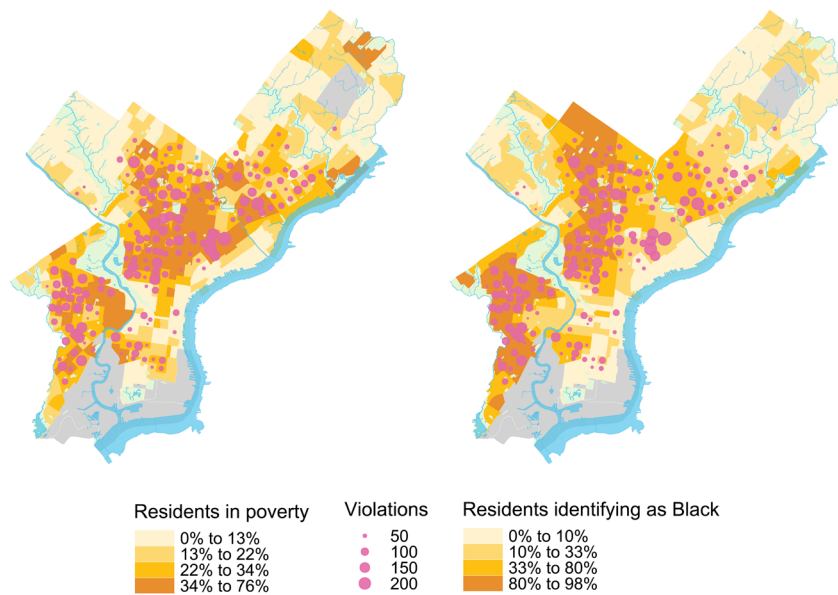 Residents in poverty
0% to 13%
13% to 22%
22% to 34%
34% to 76%
Violations
50
100
150
200
Residents identifying as Black
0% to 10%
10% to 33%
33% to 80%
80% to 98%